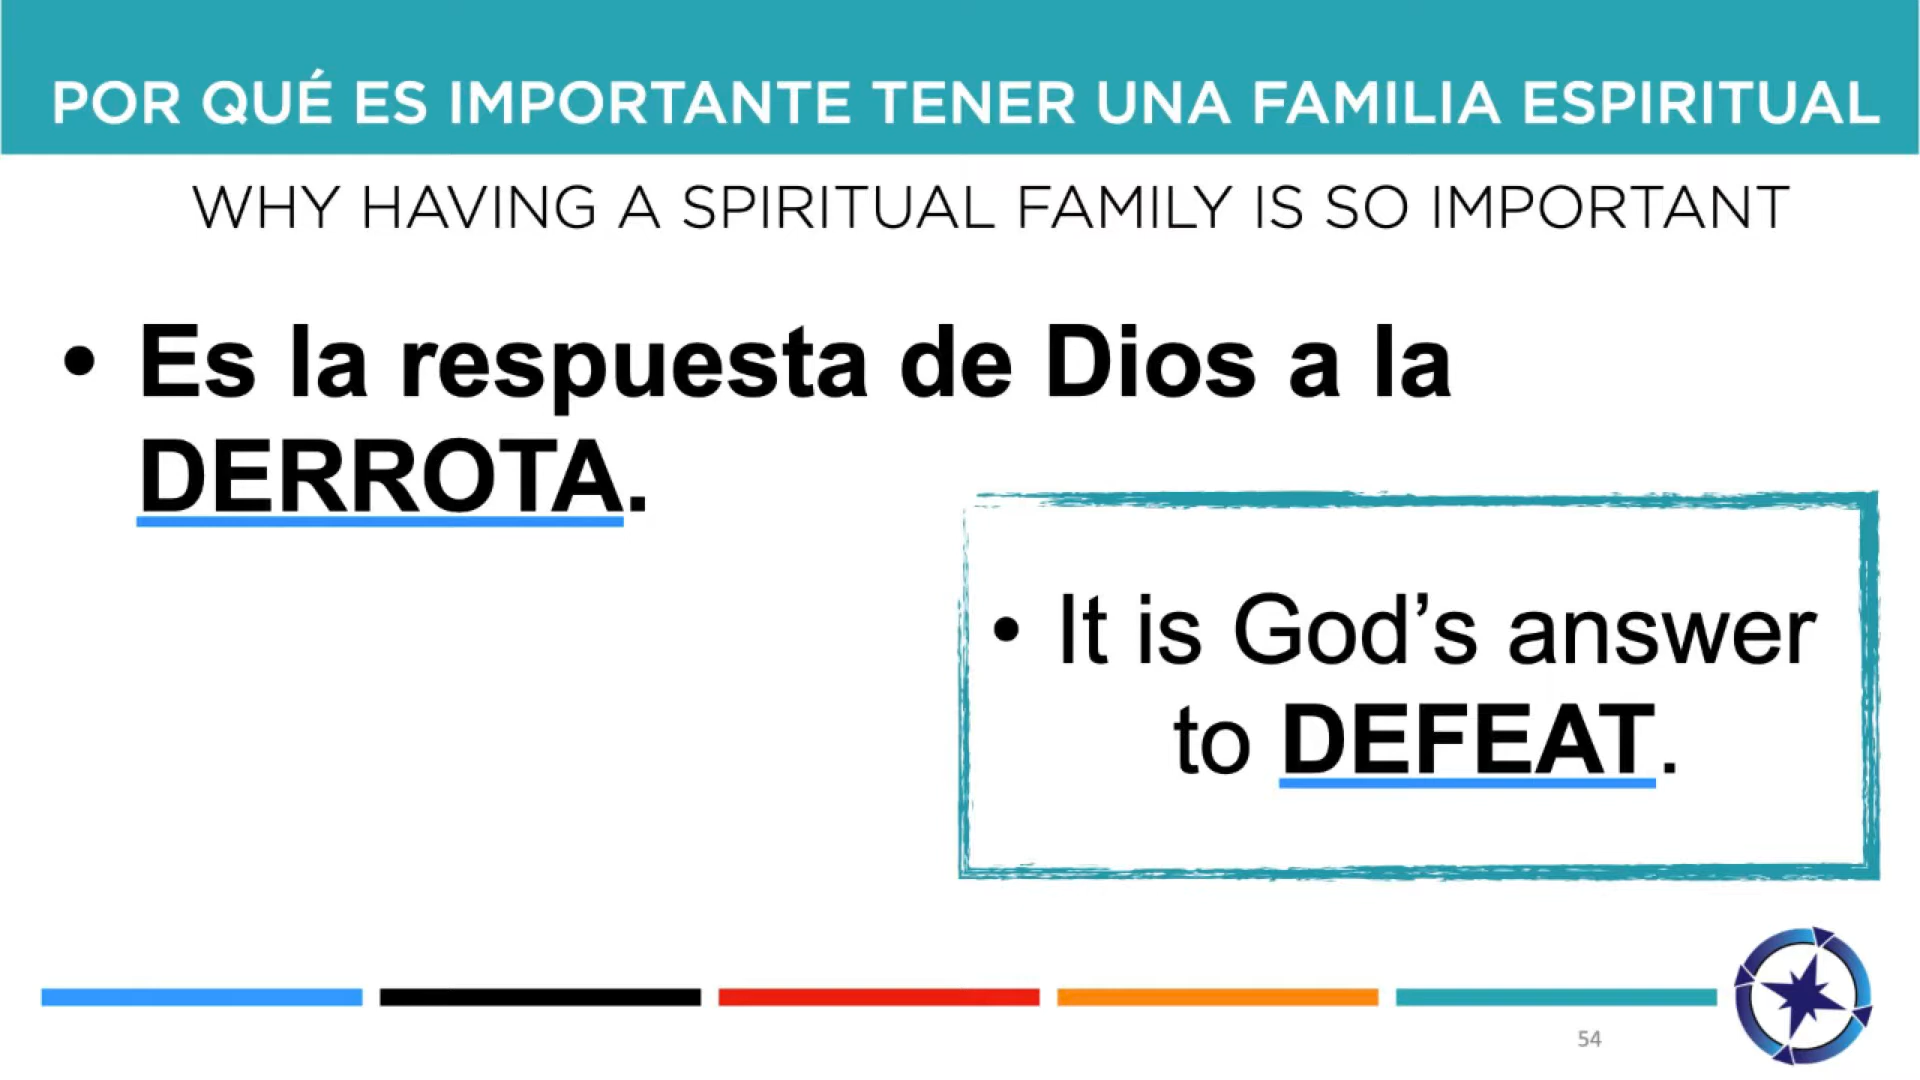 POR QUÉ ES IMPORTANTE TENER UNA FAMILIA ESPIRITUAL
WHY HAVING A SPIRITUAL FAMILY IS SO IMPORTANT
• Es la respuesta de Dios a la
DERROTA.
• It is God’s answer
to DEFEAT.
54